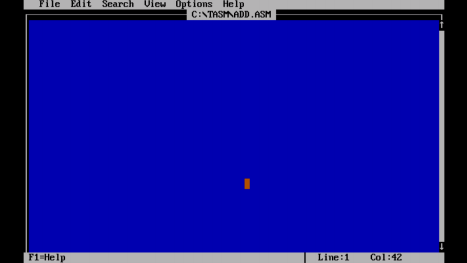 File Edit Search View Options Help
C:\TASM\ADD.ASM
F1=Help Line:1 Col:42